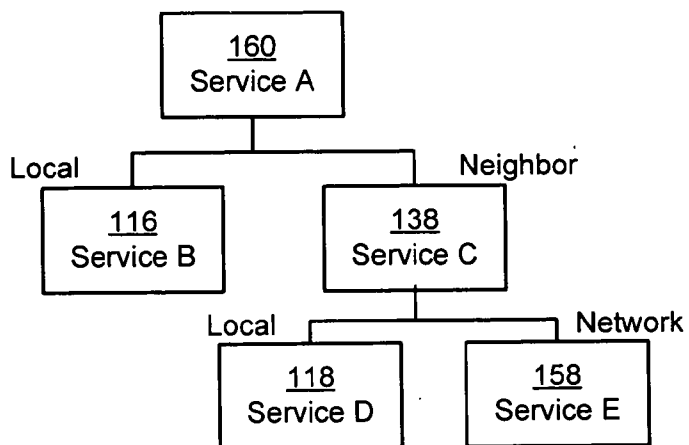 160
Service A
Local
Neighbor
116
Service B
138
Service C
Local
Network
118
Service D
158
Service E